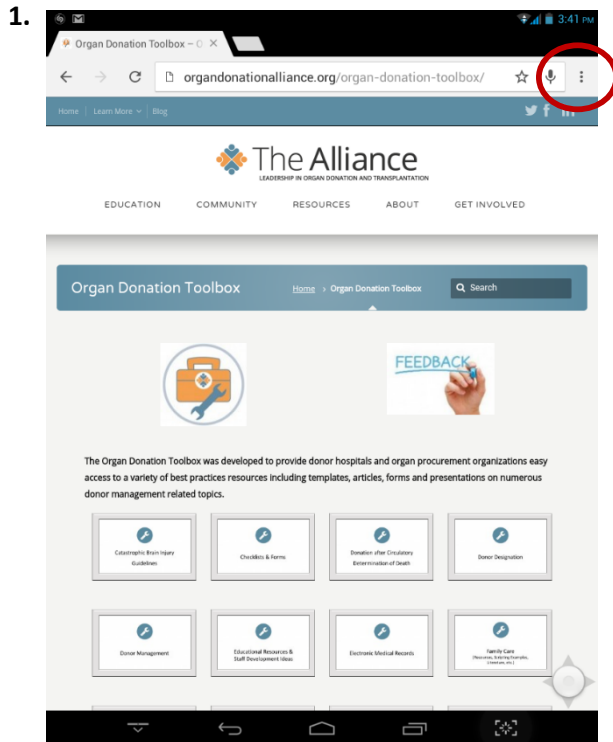 1.
3:41 PM
Organ Donation Toolbox – O ×
organdonationalliance.org/organ-donation-toolbox/
Home | Learn More | Blog
The Alliance
LEADERSHIP IN ORGAN DONATION AND TRANSPLANTATION
EDUCATION COMMUNITY RESOURCES ABOUT GET INVOLVED
Organ Donation Toolbox Home › Organ Donation Toolbox Search
FEEDBACK
The Organ Donation Toolbox was developed to provide donor hospitals and organ procurement organizations easy
access to a variety of best practices resources including templates, articles, forms and presentations on numerous
donor management related topics.
Catastrophic Brain Injury
Guidelines
Checklists & Forms
Donation after Circulatory
Determination of Death
Donor Designation
Donor Management
Educational Resources &
Staff Development Ideas
Electronic Medical Records
Family Care